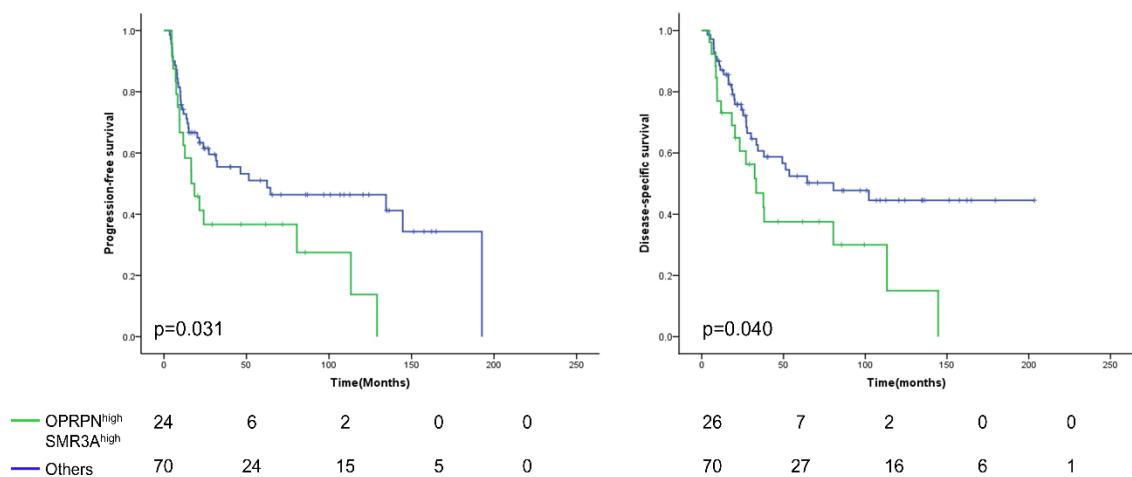 1.0
0.8
0.6
0.4
0.2
0.0
Progression-free survival
p=0.031
0 50 100 150 200 250
Time(Months)
1.0
0.8
0.6
0.4
0.2
0.0
Disease-specific survival
p=0.040
0 50 100 150 200 250
Time(months)
OPRPNhigh 24 6 2 0 0 26 7 2 0 0
SMR3Ahigh
Others 70 24 15 5 0 70 27 16 6 1